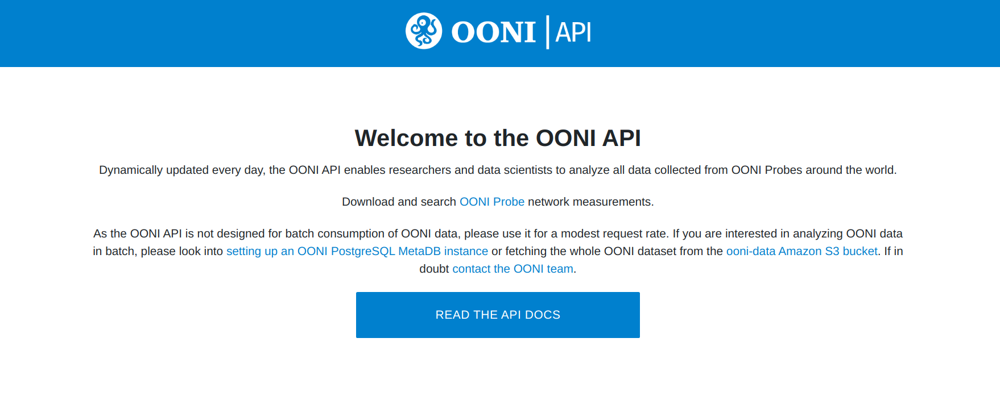 OONI | API
Welcome to the OONI API
Dynamically updated every day, the OONI API enables researchers and data scientists to analyze all data collected from OONI Probes around the world.
Download and search OONI Probe network measurements.
As the OONI API is not designed for batch consumption of OONI data, please use it for a modest request rate. If you are interested in analyzing OONI data
in batch, please look into setting up an OONI PostgreSQL MetaDB instance or fetching the whole OONI dataset from the ooni-data Amazon S3 bucket. If in
doubt contact the OONI team.
READ THE API DOCS